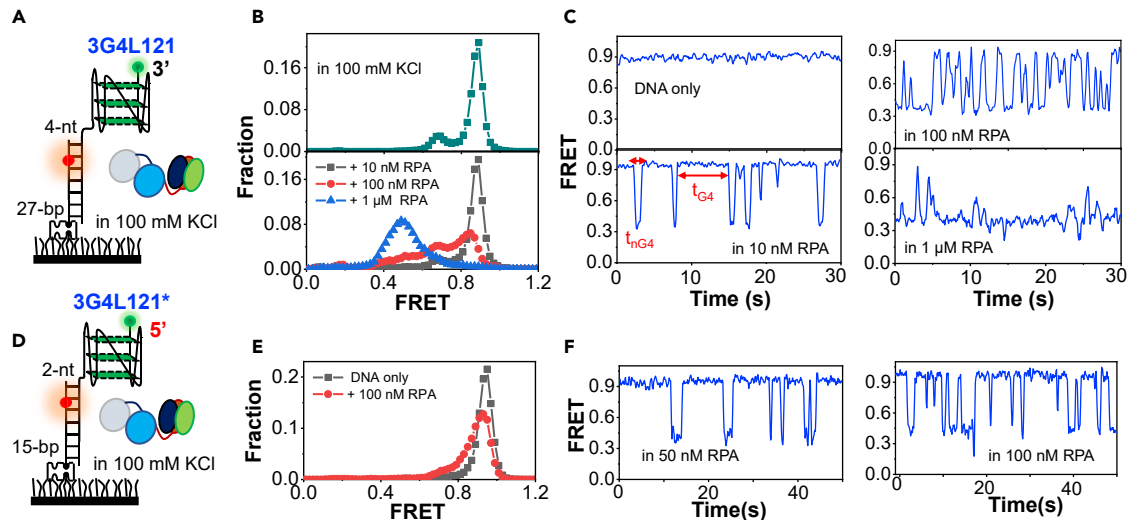 A
3G4L121
3'
4-nt
27-bp
in 100 mM KCl
B
Fraction
0.16
0.08
0.00
in 100 mM KCl
0.16
0.08
0.00
+ 10 nM RPA
+ 100 nM RPA
+ 1 µM RPA
0.0 0.4 0.8 1.2
FRET
C
FRET
0.9
0.6
0.3
0.0
DNA only
0.9
0.6
0.3
0.0
tG4
tnG4
in 10 nM RPA
0 10 20 30
Time (s)
0.9
0.6
0.3
0.0
in 100 nM RPA
0.9
0.6
0.3
0.0
in 1 µM RPA
0 10 20 30
Time (s)
D
3G4L121*
5'
2-nt
15-bp
in 100 mM KCl
E
Fraction
0.2
0.1
0.0
DNA only
+ 100 nM RPA
0.0 0.4 0.8 1.2
FRET
F
FRET
0.9
0.6
0.3
0.0
in 50 nM RPA
0 20 40
Time(s)
0.9
0.6
0.3
0.0
in 100 nM RPA
0 20 40
Time(s)